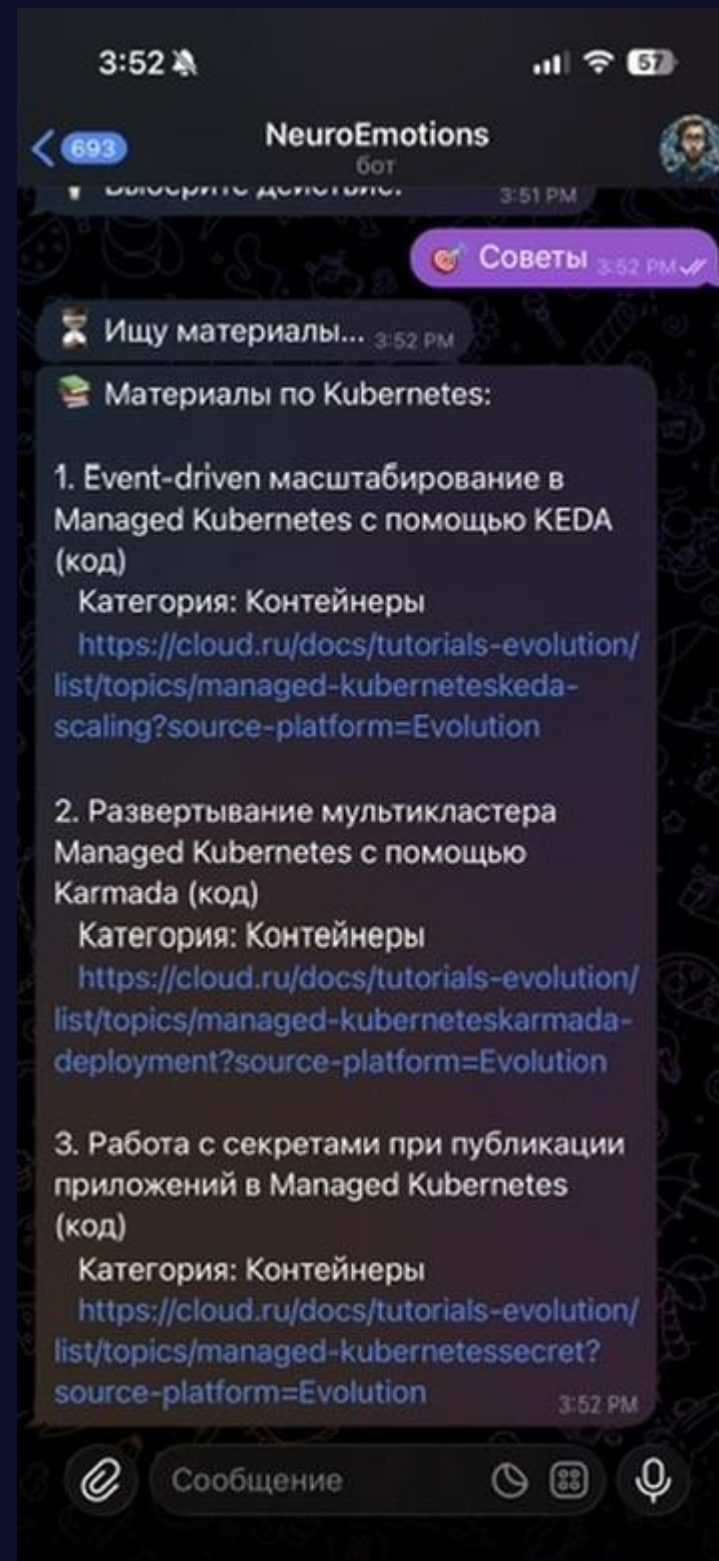 3:52
57
693
NeuroEmotions
бот
Выберите действие:
3:51 PM
🎯 Советы 3:52 PM
⏳ Ищу материалы... 3:52 PM
📚 Материалы по Kubernetes:
1. Event-driven масштабирование в
Managed Kubernetes с помощью KEDA
(код)
Категория: Контейнеры
https://cloud.ru/docs/tutorials-evolution/
list/topics/managed-kuberneteskeda-
scaling?source-platform=Evolution
2. Развертывание мультикластера
Managed Kubernetes с помощью
Karmada (код)
Категория: Контейнеры
https://cloud.ru/docs/tutorials-evolution/
list/topics/managed-kuberneteskarmada-
deployment?source-platform=Evolution
3. Работа с секретами при публикации
приложений в Managed Kubernetes
(код)
Категория: Контейнеры
https://cloud.ru/docs/tutorials-evolution/
list/topics/managed-kubernetessecret?
source-platform=Evolution
3:52 PM
Сообщение